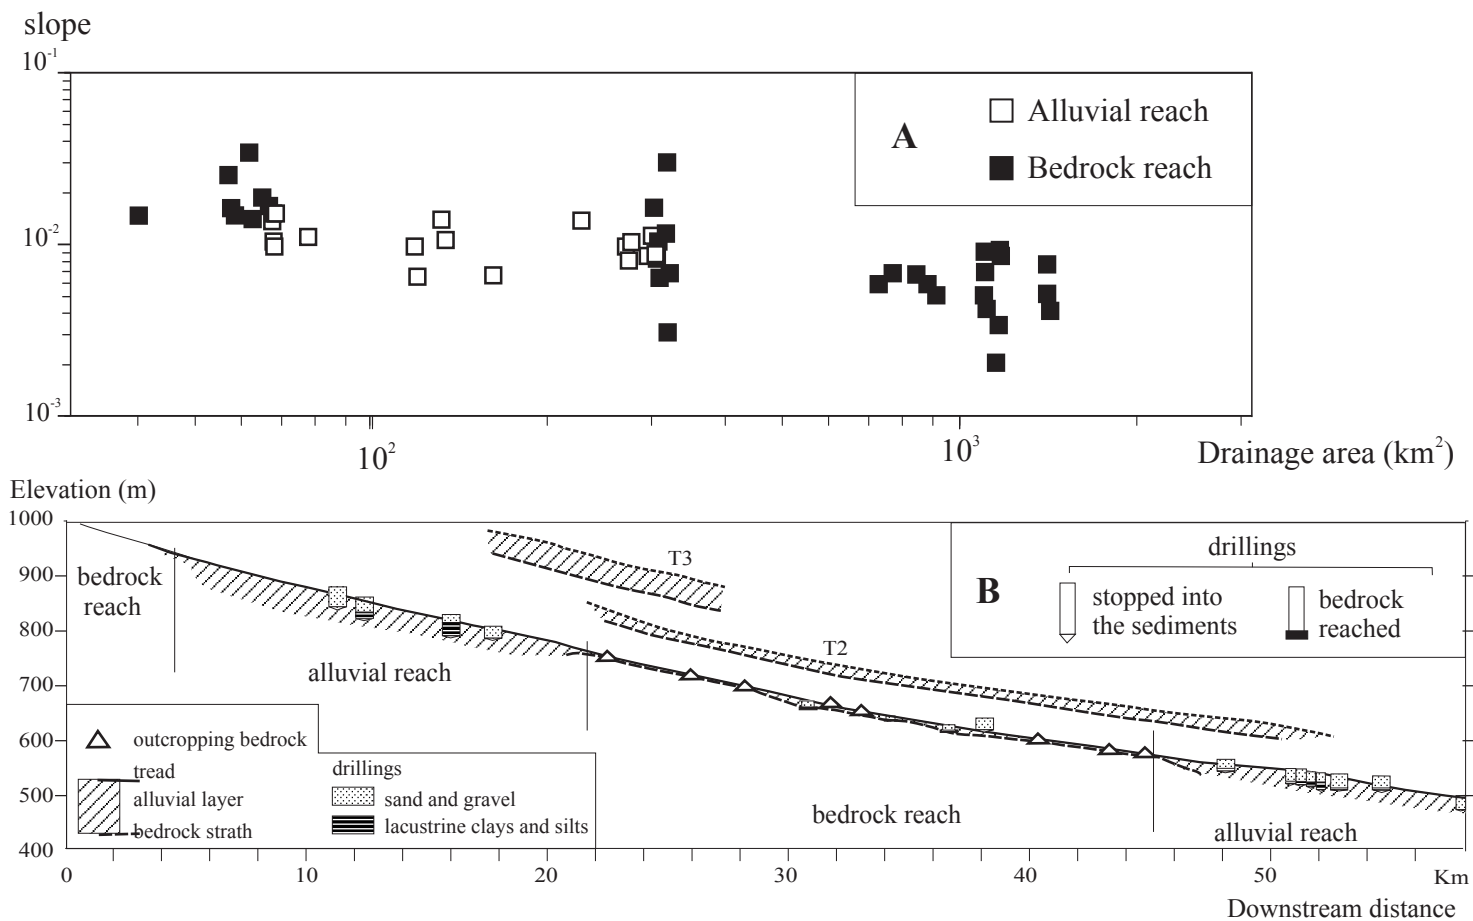 slope
10⁻¹
10⁻²
10⁻³
A
Alluvial reach
Bedrock reach
10²
10³
Drainage area (km²)
Elevation (m)
1000
900
800
700
600
500
400
bedrock
reach
alluvial reach
T3
T2
B
drillings
stopped into
the sediments
bedrock
reached
outcropping bedrock
tread
alluvial layer
bedrock strath
drillings
sand and gravel
lacustrine clays and silts
bedrock reach
alluvial reach
0
10
20
30
40
50
Km
Downstream distance